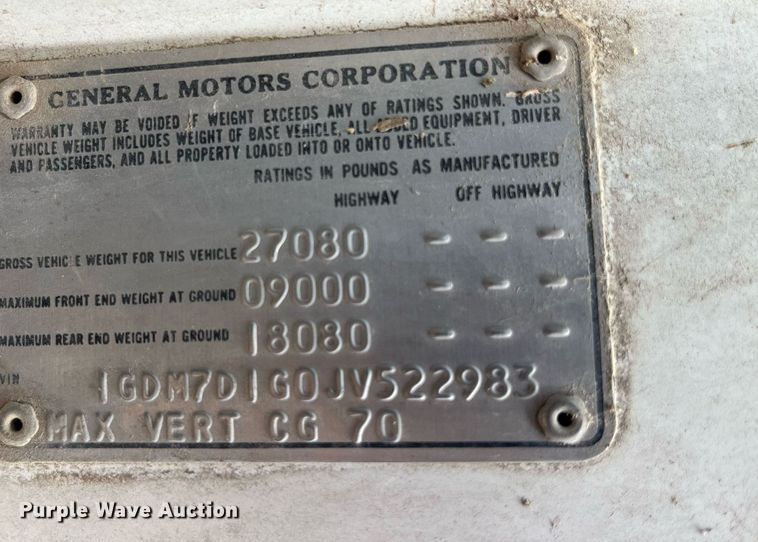 GENERAL MOTORS CORPORATION
WARRANTY MAY BE VOIDED IF WEIGHT EXCEEDS ANY OF RATINGS SHOWN. GROSS
VEHICLE WEIGHT INCLUDES WEIGHT OF BASE VEHICLE, ALL ADDED EQUIPMENT, DRIVER
AND PASSENGERS, AND ALL PROPERTY LOADED INTO OR ONTO VEHICLE.
RATINGS IN POUNDS AS MANUFACTURED
HIGHWAY OFF HIGHWAY
GROSS VEHICLE WEIGHT FOR THIS VEHICLE 27080 - - -
MAXIMUM FRONT END WEIGHT AT GROUND 09000 - - -
MAXIMUM REAR END WEIGHT AT GROUND 18080 - - -
VIN 1GDM7D1G0JV522983
MAX VERT CG 70
Purple Wave Auction